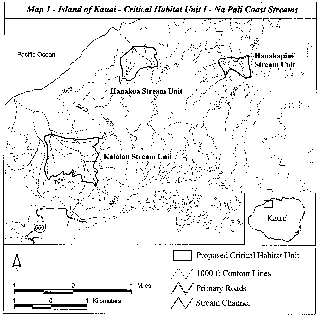 Map 1 - Island of Kauai - Critical Habitat Unit 1 - Na Pali Coast Streams
Pacific Ocean
Hanakapiai
Stream Unit
Hanakoa Stream Unit
Kalalau Stream Unit
Kauai
Proposed Critical Habitat Unit
1000 ft Contour Lines
Primary Roads
Stream Channel
1 0 Miles
1 0 1 Kilometers